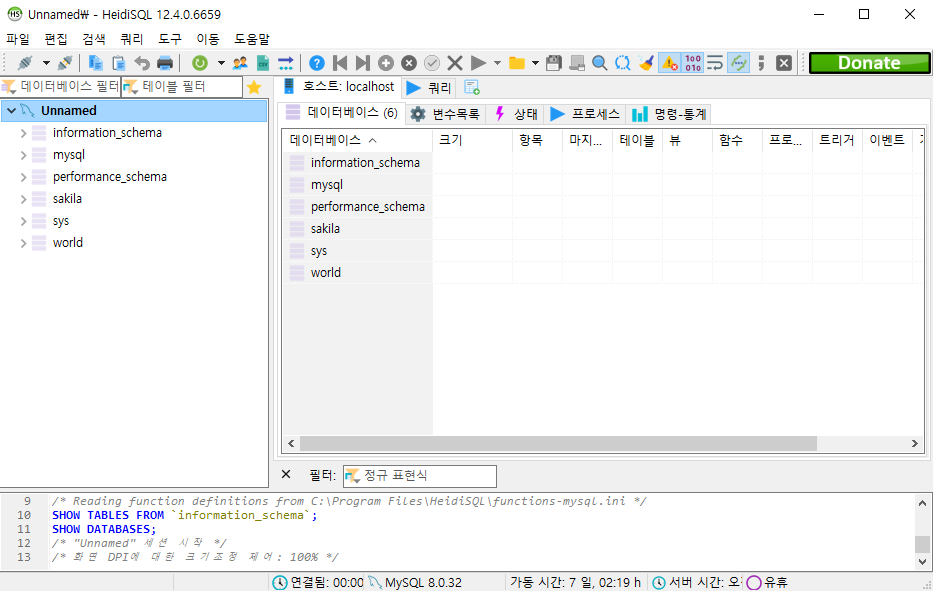 Unnamed₩ - HeidiSQL 12.4.0.6659
파일 편집 검색 쿼리 도구 이동 도움말
Donate
데이터베이스 필터 테이블 필터
호스트: localhost 쿼리
Unnamed
information_schema
mysql
performance_schema
sakila
sys
world
데이터베이스 (6) 변수목록 상태 프로세스 명령-통계
데이터베이스 크기 항목 마지... 테이블 뷰 함수 프로... 트리거 이벤트
information_schema
mysql
performance_schema
sakila
sys
world
필터: 정규 표현식
9 /* Reading function definitions from C:\Program Files\HeidiSQL\functions-mysql.ini */
10 SHOW TABLES FROM `information_schema`;
11 SHOW DATABASES;
12 /* "Unnamed" 세션 시작 */
13 /* 화면 DPI에 대한 크기조정 제어: 100% */
연결됨: 00:00 MySQL 8.0.32 가동 시간: 7 일, 02:19 h 서버 시간: 오 유휴